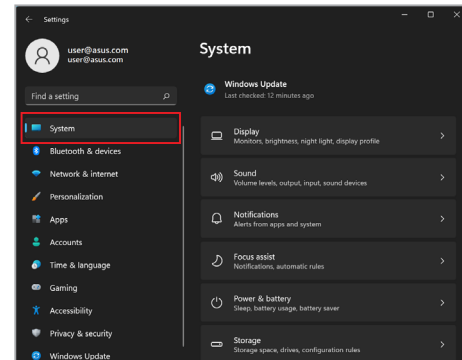 Settings
user@asus.com
user@asus.com
Find a setting
System
Bluetooth & devices
Network & internet
Personalization
Apps
Accounts
Time & language
Gaming
Accessibility
Privacy & security
Windows Update
System
Windows Update
Last checked: 12 minutes ago
Display
Monitors, brightness, night light, display profile
Sound
Volume levels, output, input, sound devices
Notifications
Alerts from apps and system
Focus assist
Notifications, automatic rules
Power & battery
Sleep, battery usage, battery saver
Storage
Storage space, drives, configuration rules